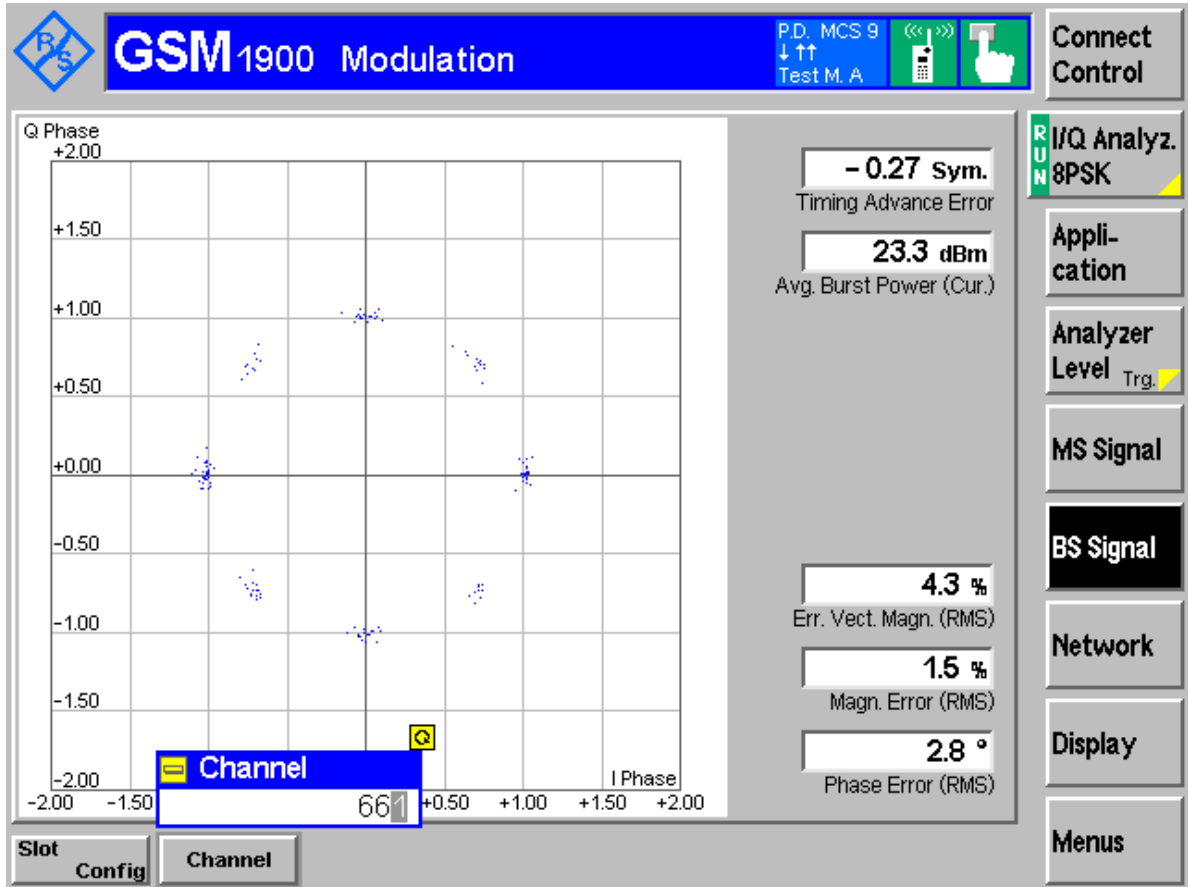 R/S
GSM 1900 Modulation
P.D. MCS 9
↓ ↑↑
Test M. A
Connect
Control
RUN
I/Q Analyz.
8PSK
Appli-
cation
Analyzer
Level Trg.
MS Signal
BS Signal
Network
Display
Menus
Q Phase
+2.00
+1.50
+1.00
+0.50
+0.00
-0.50
-1.00
-1.50
-2.00
I Phase
-2.00 -1.50 +0.50 +1.00 +1.50 +2.00
- 0.27 Sym.
Timing Advance Error
23.3 dBm
Avg. Burst Power (Cur.)
4.3 %
Err. Vect. Magn. (RMS)
1.5 %
Magn. Error (RMS)
2.8 °
Phase Error (RMS)
Q
Channel
661
Slot
Config
Channel